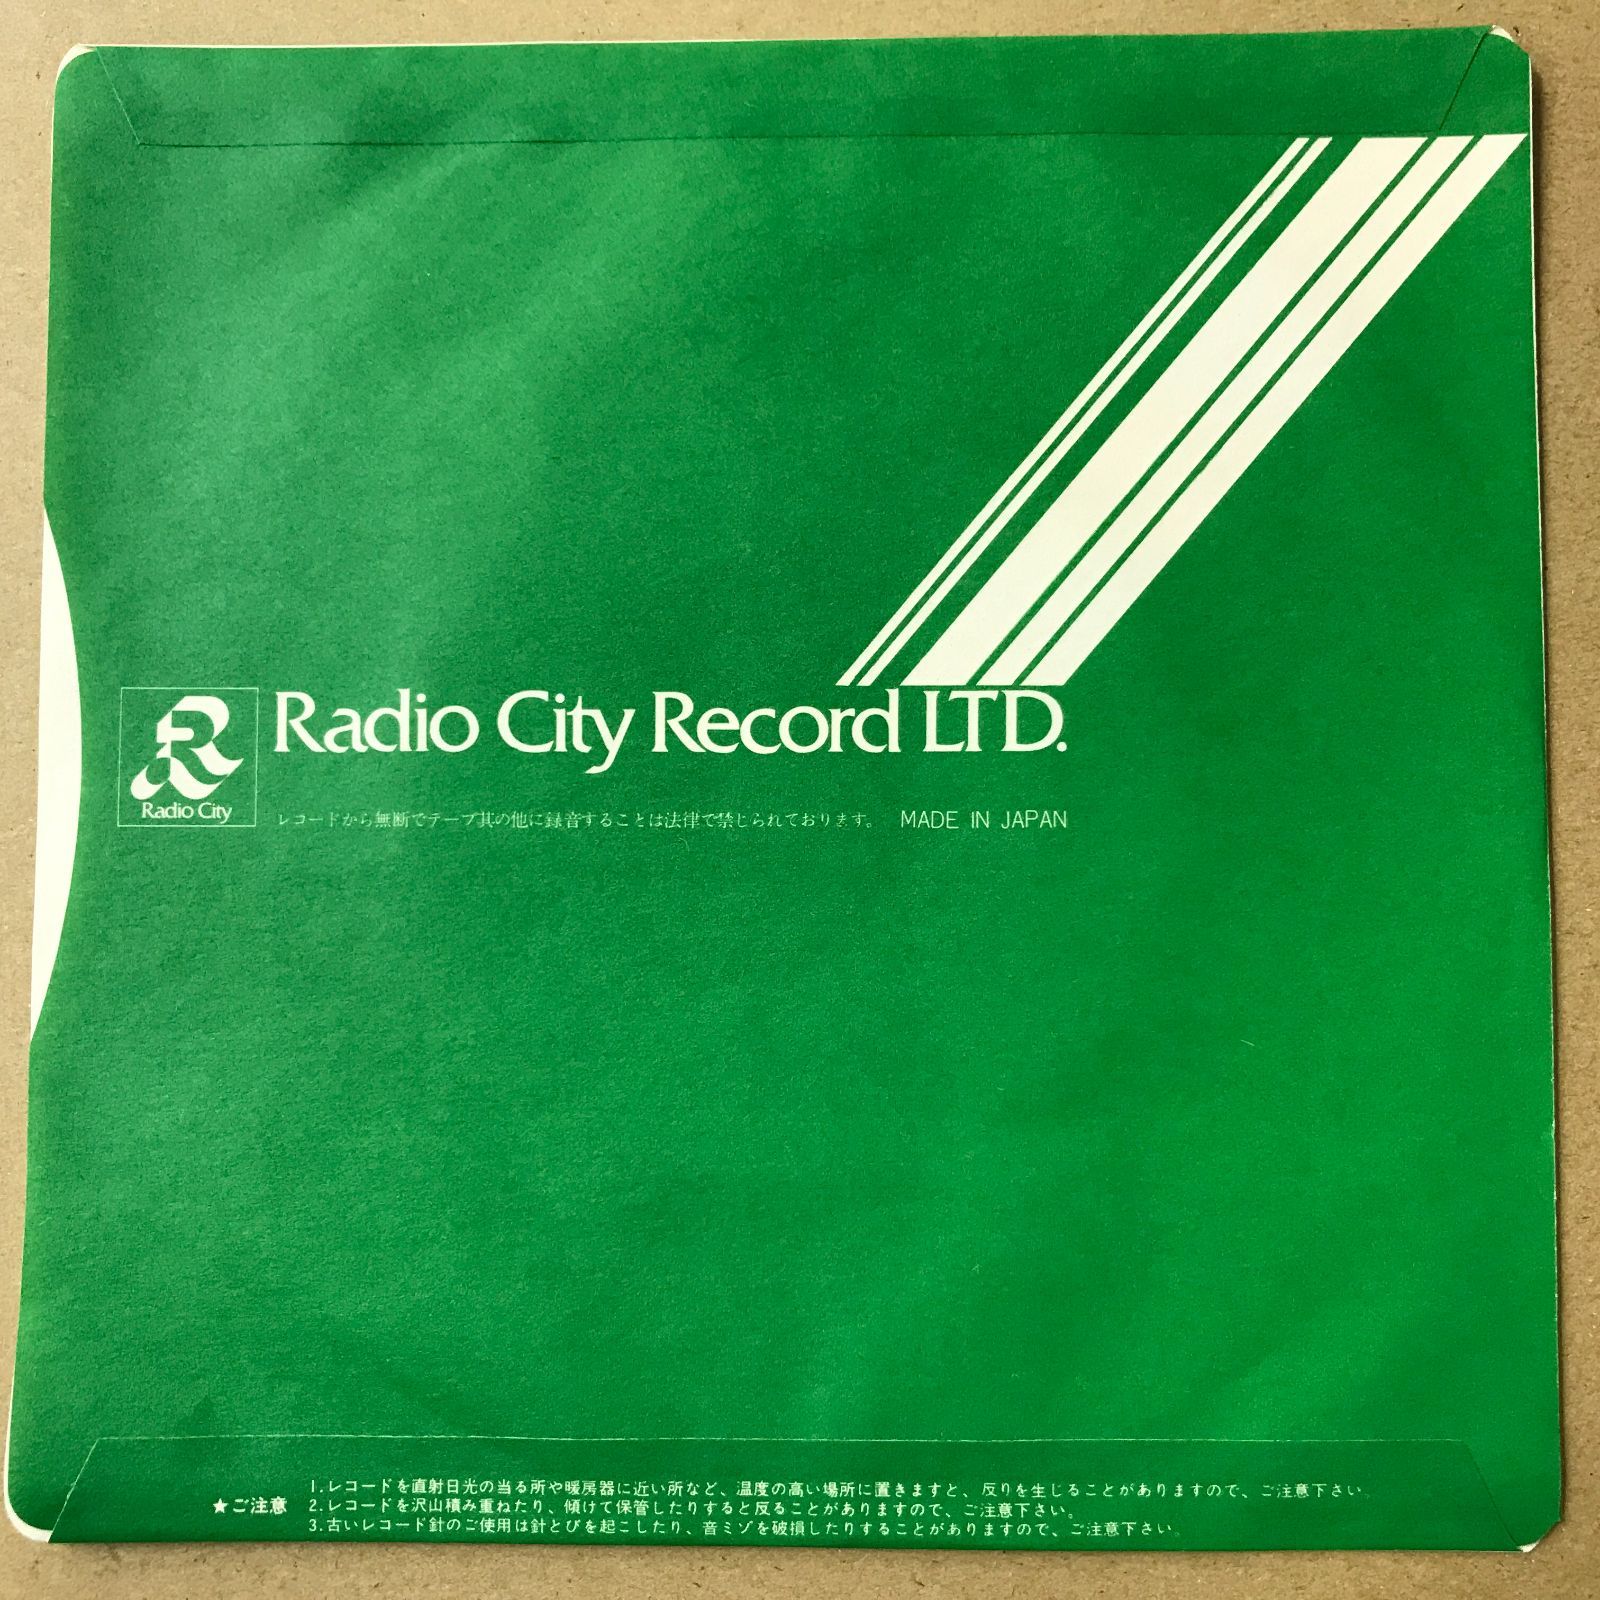 Radio City Record LTD.
R
Radio City
レコードから無断でテープ其の他に録音することは法律で禁じられております。 MADE IN JAPAN
★ご注意
1.レコードを直射日光の当る所や暖房器に近い所など、温度の高い場所に置きますと、反りを生じることがありますので、ご注意下さい。
2.レコードを沢山積み重ねたり、傾けて保管したりすると反ることがありますので、ご注意下さい。
3.古いレコード針のご使用は針とびを起こしたり、音ミゾを破損したりすることがありますので、ご注意下さい。